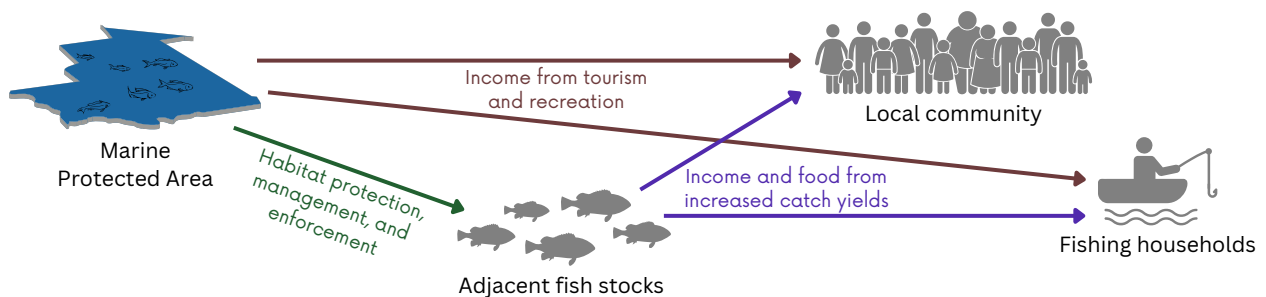 Income from tourism
and recreation
Local community
Marine
Protected Area
Habitat protection,
management, and
enforcement
Income and food from
increased catch yields
Fishing households
Adjacent fish stocks